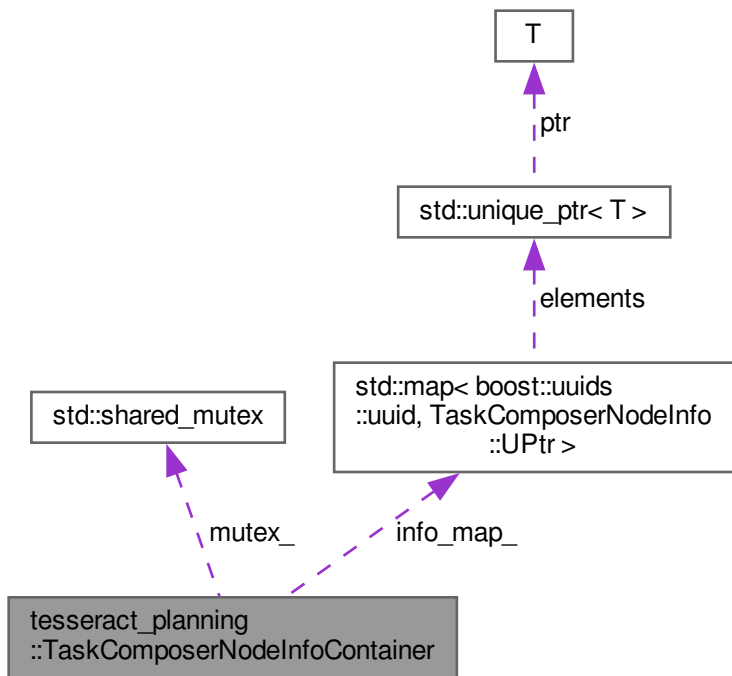 T
ptr
std::unique_ptr< T >
elements
std::shared_mutex
std::map< boost::uuids
::uuid, TaskComposerNodeInfo
::UPtr >
mutex_
info_map_
tesseract_planning
::TaskComposerNodeInfoContainer